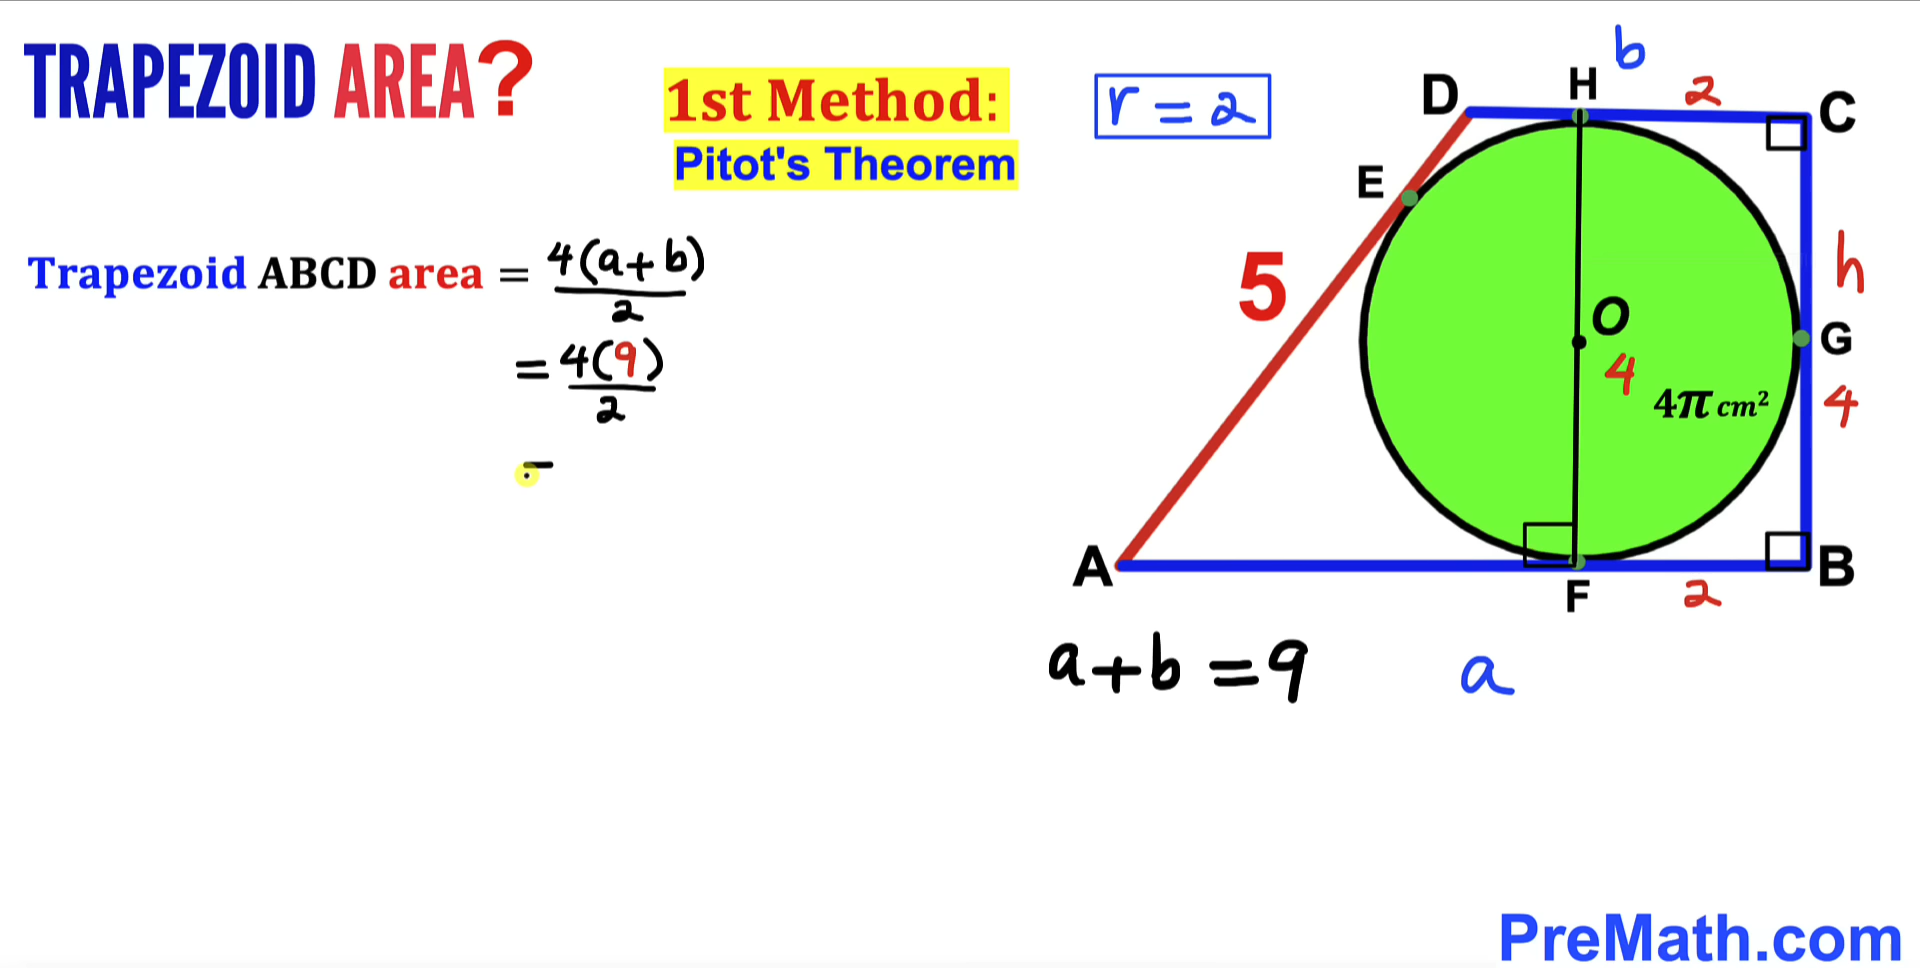 TRAPEZOID AREA?
1st Method:
Pitot's Theorem
r = 2
Trapezoid ABCD area = 4(a+b)
2
= 4(9)
2
b
D H 2 C
E
5
h
O
G
4
4π cm²
4
A
B
F 2
a+b = 9
a
PreMath.com